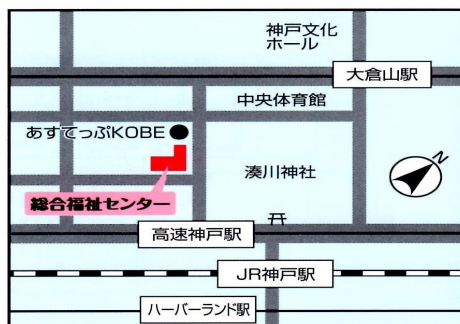 神戸文化
ホール
大倉山駅
中央体育館
あすてっぷKOBE
湊川神社
N
総合福祉センター
高速神戸駅
JR神戸駅
ハーバーランド駅